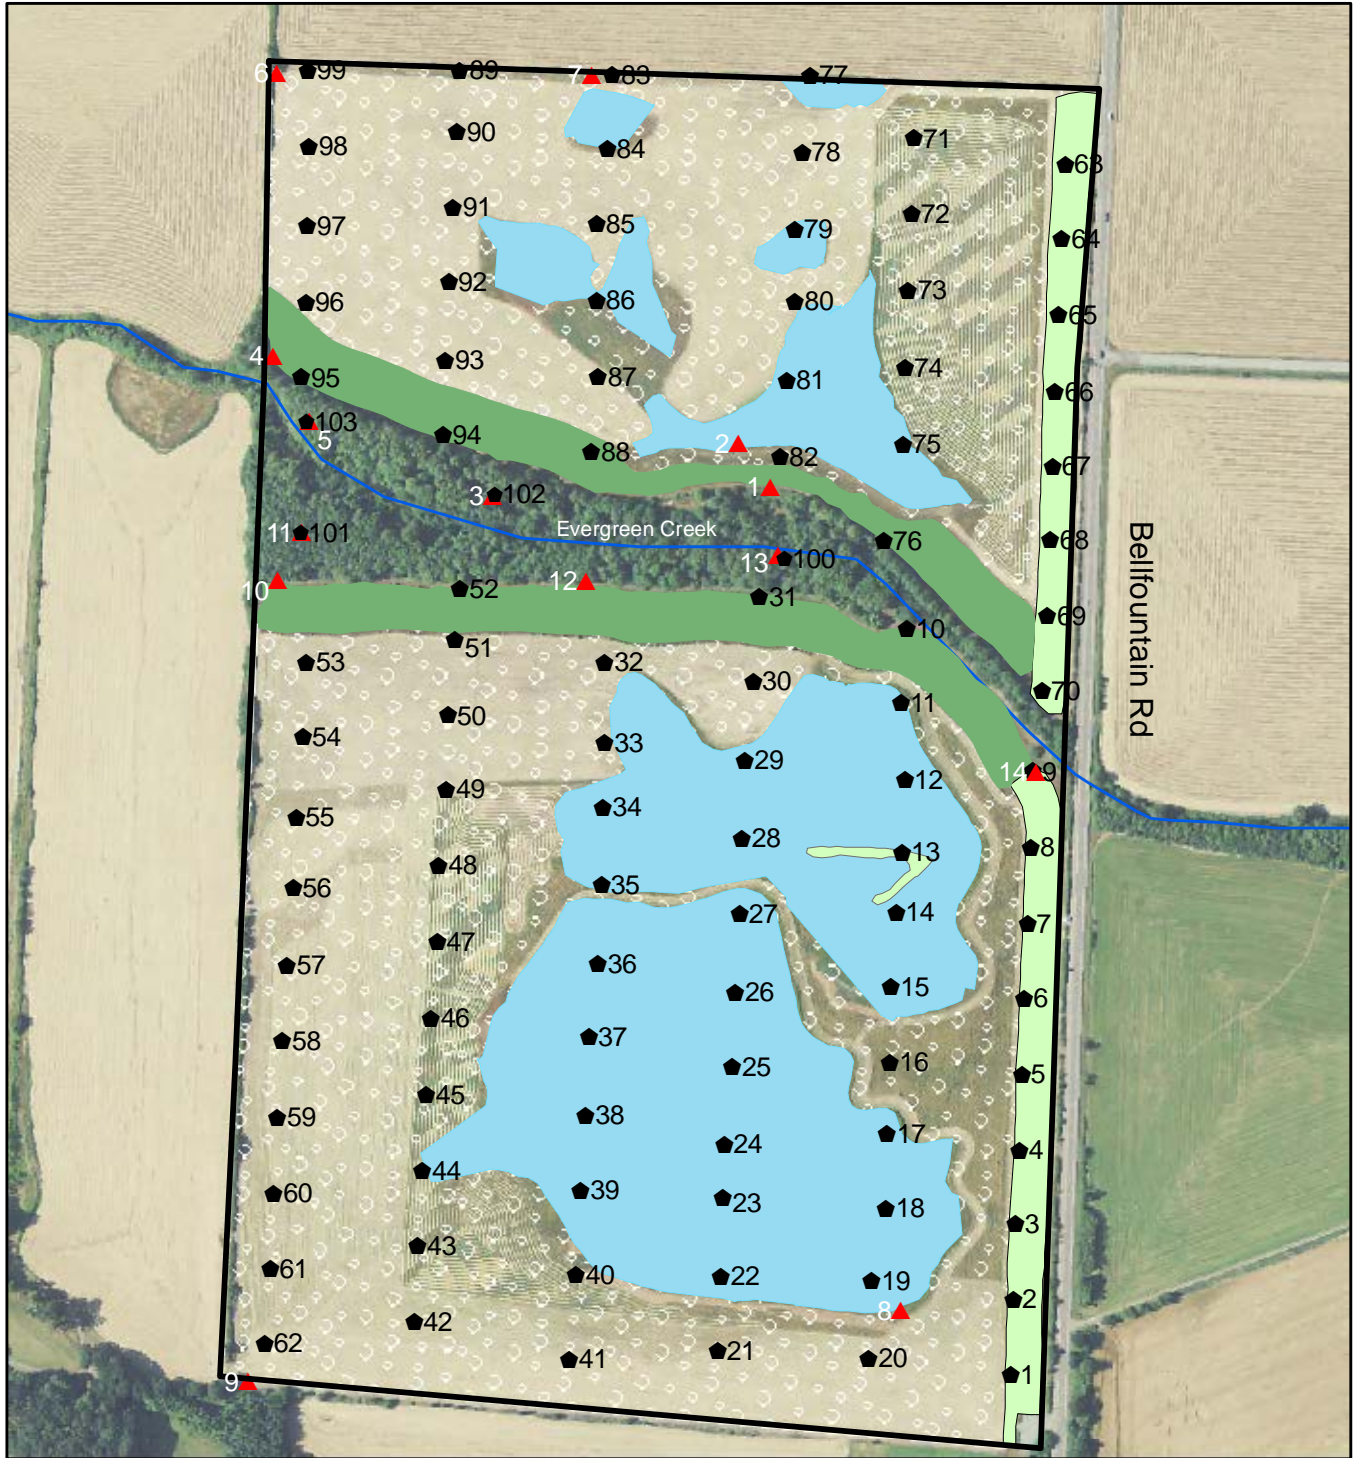 6 99 89 7 83 77
98 90 84 78 71 63
97 91 85 79 72 64
96 92 86 80 73 65
4 95 93 87 81 74 66
103 5 94 88 2 82 75 67
3 102 1
11 101 Evergreen Creek 13 100 76 68
10 52 12 31 10 69
53 51 32 30 11 70
Bellfountain Rd
54 50 33 29 12 14 9
55 49 34 28 13 8
56 48 35 27 14 7
57 47 36 26 15 6
58 46 37 25 16 5
59 45 38 24 17 4
60 44 39 23 18 3
61 43 40 22 19 8 2
62 42 41 21 20 1
9